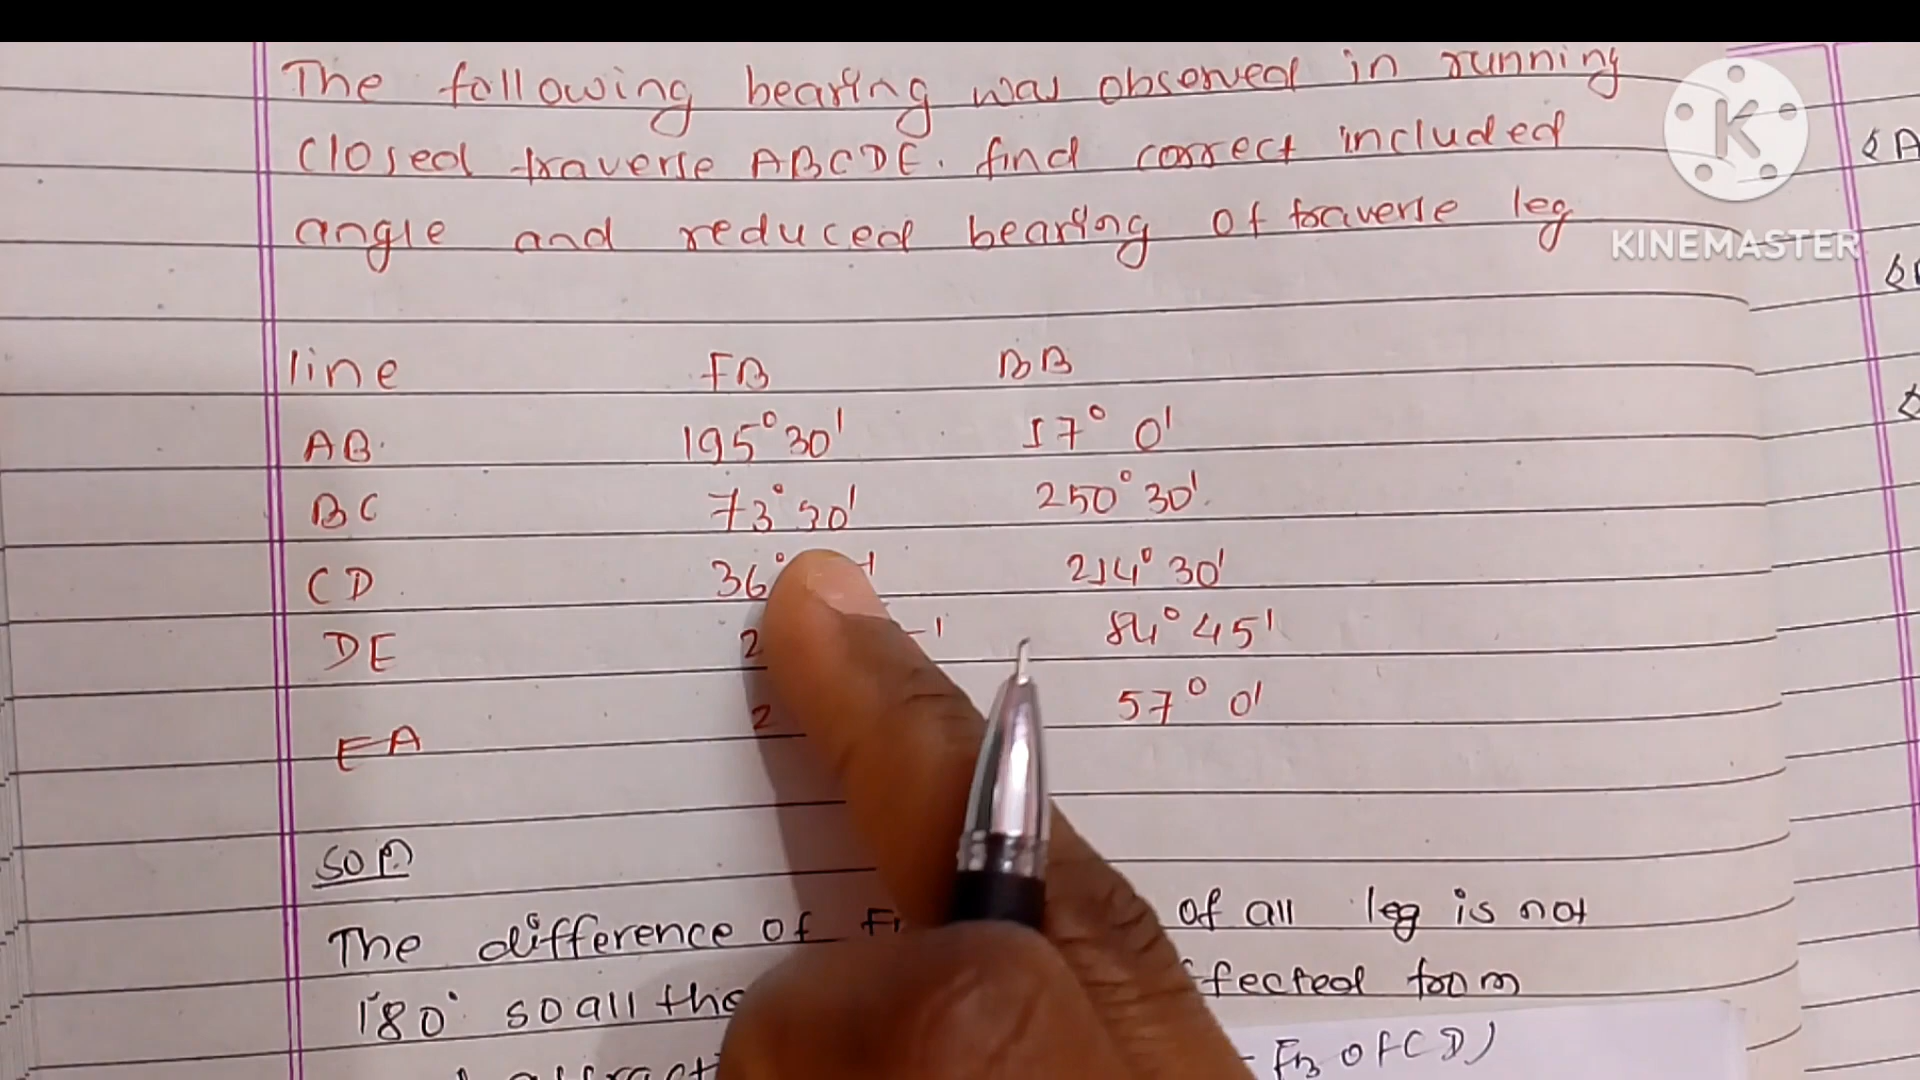 The following bearing was observed in running
closed traverse ABCDE. find correct included
angle and reduced bearing of traverse leg
K
KINEMASTER
line FB BB
AB. 195°30' 17° 0'
BC 73°30' 250°30'.
CD 36° 214°30'
DE 2 84°45'
EA 2 57° 0'
Soln
The difference of of all leg is not
180° so all the from
FB of CD)